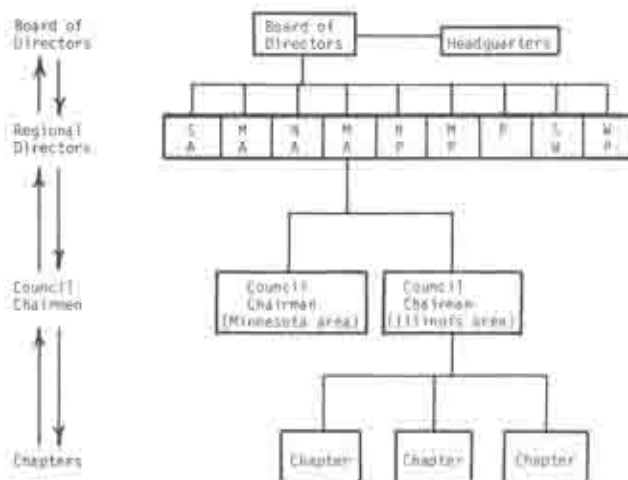 Board of
Directors
Board of
Directors
Headquarters
Regional
Directors
S M N M N M P S W
A A A A P P W P
Council
Chairmen
Council
Chairman
(Minnesota area)
Council
Chairman
(Illinois area)
Chapters
Chapter
Chapter
Chapter